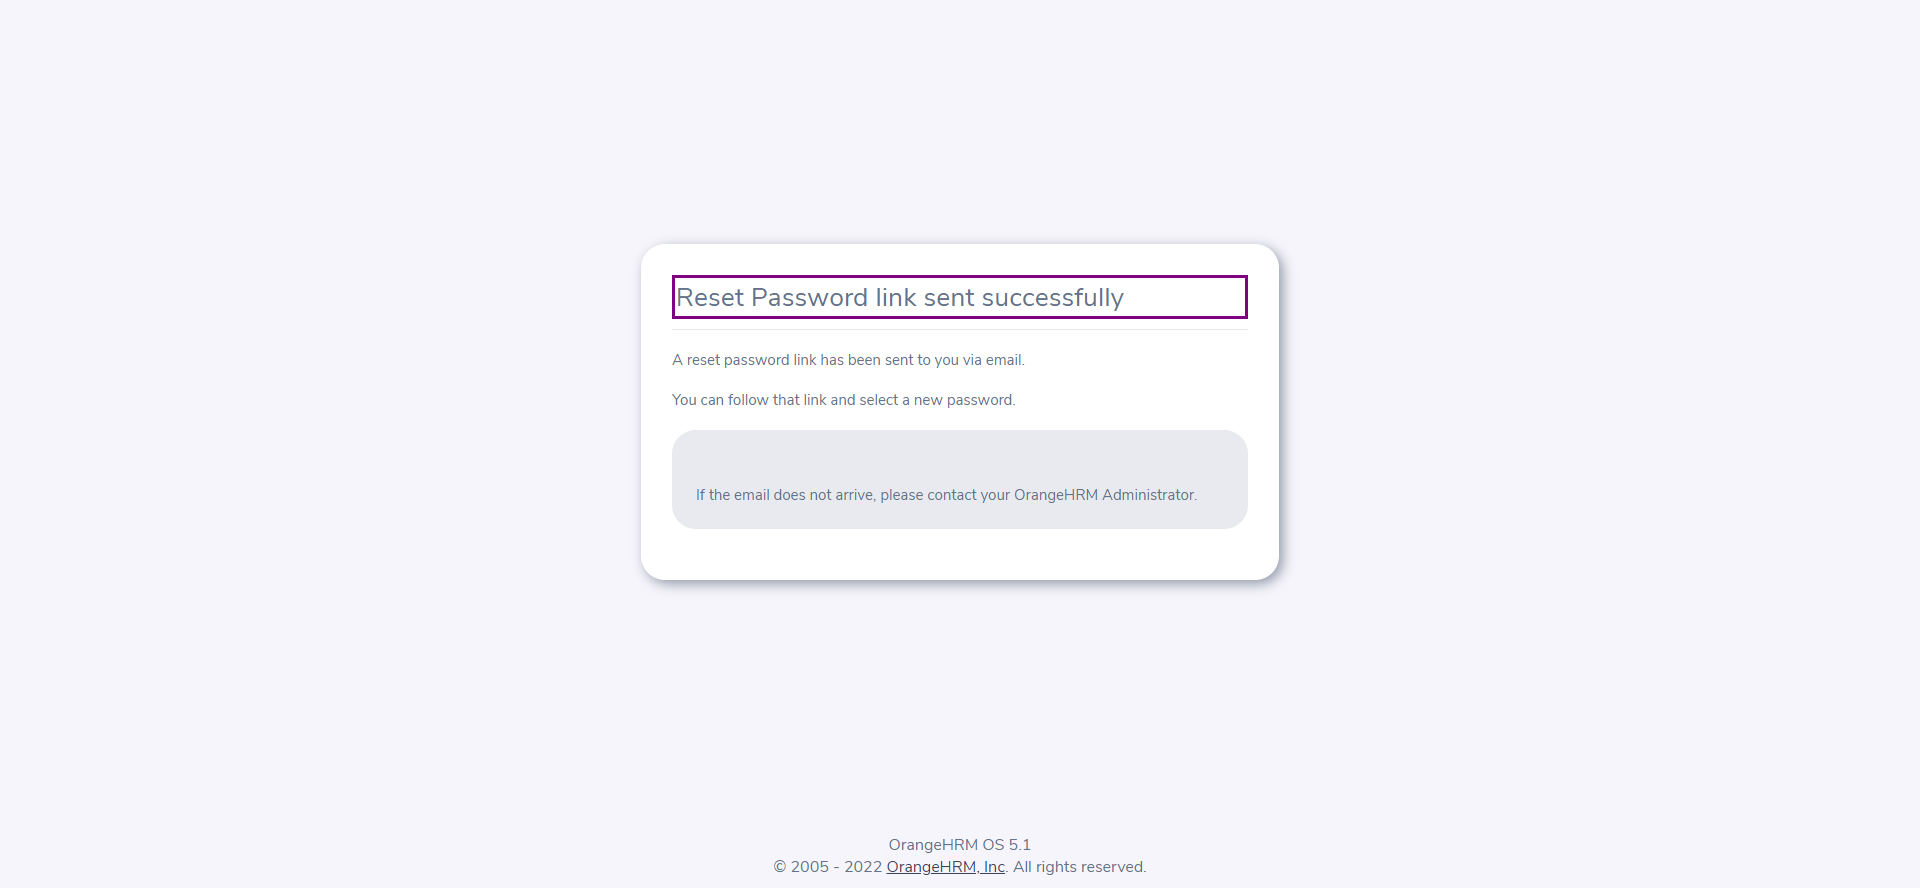 Reset Password link sent successfully
A reset password link has been sent to you via email.
You can follow that link and select a new password.
If the email does not arrive, please contact your OrangeHRM Administrator.
OrangeHRM OS 5.1
© 2005 - 2022 OrangeHRM, Inc. All rights reserved.